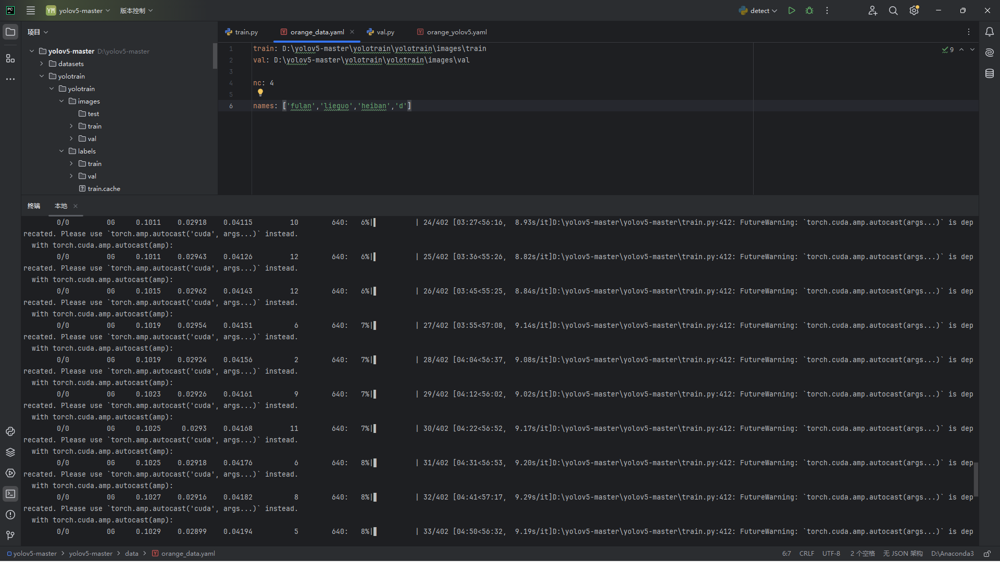 PC
YM yolov5-master 版本控制 detect
项目
train.py orange_data.yaml val.py orange_yolov5.yaml
yolov5-master D:\yolov5-master
datasets
yolotrain
yolotrain
images
test
train
val
labels
train
val
train.cache
1 train: D:\yolov5-master\yolotrain\yolotrain\images\train
2 val: D:\yolov5-master\yolotrain\yolotrain\images\val
3
4 nc: 4
5
6 names: ['fulan','lieguo','heiban','d']
9
终端 本地
0/0 0G 0.1011 0.02918 0.04115 10 640: 6%| | 24/402 [03:27<56:16, 8.93s/it]D:\yolov5-master\yolov5-master\train.py:412: FutureWarning: `torch.cuda.amp.autocast(args...)` is dep
recated. Please use `torch.amp.autocast('cuda', args...)` instead.
with torch.cuda.amp.autocast(amp):
0/0 0G 0.1011 0.02943 0.04126 12 640: 6%| | 25/402 [03:36<55:26, 8.82s/it]D:\yolov5-master\yolov5-master\train.py:412: FutureWarning: `torch.cuda.amp.autocast(args...)` is dep
recated. Please use `torch.amp.autocast('cuda', args...)` instead.
with torch.cuda.amp.autocast(amp):
0/0 0G 0.1015 0.02962 0.04143 12 640: 6%| | 26/402 [03:45<55:25, 8.84s/it]D:\yolov5-master\yolov5-master\train.py:412: FutureWarning: `torch.cuda.amp.autocast(args...)` is dep
recated. Please use `torch.amp.autocast('cuda', args...)` instead.
with torch.cuda.amp.autocast(amp):
0/0 0G 0.1019 0.02954 0.04151 6 640: 7%| | 27/402 [03:55<57:08, 9.14s/it]D:\yolov5-master\yolov5-master\train.py:412: FutureWarning: `torch.cuda.amp.autocast(args...)` is dep
recated. Please use `torch.amp.autocast('cuda', args...)` instead.
with torch.cuda.amp.autocast(amp):
0/0 0G 0.1019 0.02924 0.04156 2 640: 7%| | 28/402 [04:04<56:37, 9.08s/it]D:\yolov5-master\yolov5-master\train.py:412: FutureWarning: `torch.cuda.amp.autocast(args...)` is dep
recated. Please use `torch.amp.autocast('cuda', args...)` instead.
with torch.cuda.amp.autocast(amp):
0/0 0G 0.1023 0.02926 0.04161 9 640: 7%| | 29/402 [04:12<56:02, 9.02s/it]D:\yolov5-master\yolov5-master\train.py:412: FutureWarning: `torch.cuda.amp.autocast(args...)` is dep
recated. Please use `torch.amp.autocast('cuda', args...)` instead.
with torch.cuda.amp.autocast(amp):
0/0 0G 0.1025 0.0293 0.04168 11 640: 7%| | 30/402 [04:22<56:52, 9.17s/it]D:\yolov5-master\yolov5-master\train.py:412: FutureWarning: `torch.cuda.amp.autocast(args...)` is dep
recated. Please use `torch.amp.autocast('cuda', args...)` instead.
with torch.cuda.amp.autocast(amp):
0/0 0G 0.1025 0.02918 0.04176 6 640: 8%| | 31/402 [04:31<56:53, 9.20s/it]D:\yolov5-master\yolov5-master\train.py:412: FutureWarning: `torch.cuda.amp.autocast(args...)` is dep
recated. Please use `torch.amp.autocast('cuda', args...)` instead.
with torch.cuda.amp.autocast(amp):
0/0 0G 0.1027 0.02916 0.04182 8 640: 8%| | 32/402 [04:41<57:17, 9.29s/it]D:\yolov5-master\yolov5-master\train.py:412: FutureWarning: `torch.cuda.amp.autocast(args...)` is dep
recated. Please use `torch.amp.autocast('cuda', args...)` instead.
with torch.cuda.amp.autocast(amp):
0/0 0G 0.1029 0.02899 0.04194 5 640: 8%| | 33/402 [04:50<56:32, 9.19s/it]D:\yolov5-master\yolov5-master\train.py:412: FutureWarning: `torch.cuda.amp.autocast(args...)` is dep
yolov5-master > yolov5-master > data > orange_data.yaml 6:7 CRLF UTF-8 2 个空格 无 JSON 架构 D:\Anaconda3